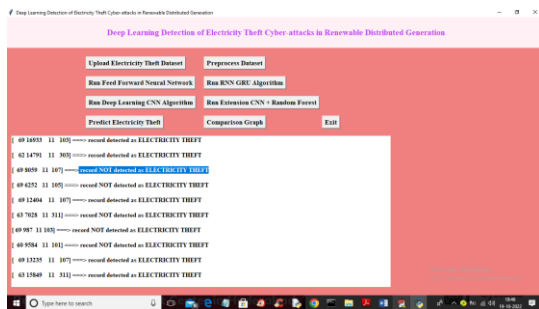 Deep Learning Detection of Electricity Theft Cyber-attacks in Renewable Distributed Generation
Deep Learning Detection of Electricity Theft Cyber-attacks in Renewable Distributed Generation
Upload Electricity Theft Dataset Preprocess Dataset
Run Feed Forward Neural Network Run RNN GRU Algorithm
Run Deep Learning CNN Algorithm Run Extension CNN + Random Forest
Predict Electricity Theft Comparison Graph Exit
[ 69 16933 11 103] ===> record detected as ELECTRICITY THEFT
[ 62 14791 11 303] ===> record detected as ELECTRICITY THEFT
[ 69 8059 11 107] ===> record NOT detected as ELECTRICITY THEFT
[ 69 6252 11 105] ===> record NOT detected as ELECTRICITY THEFT
[ 69 12404 11 107] ===> record detected as ELECTRICITY THEFT
[ 63 7028 11 311] ===> record NOT detected as ELECTRICITY THEFT
[ 69 987 11 103] ===> record NOT detected as ELECTRICITY THEFT
[ 69 9584 11 101] ===> record NOT detected as ELECTRICITY THEFT
[ 69 13235 11 107] ===> record detected as ELECTRICITY THEFT
[ 63 15849 11 311] ===> record detected as ELECTRICITY THEFT
Type here to search